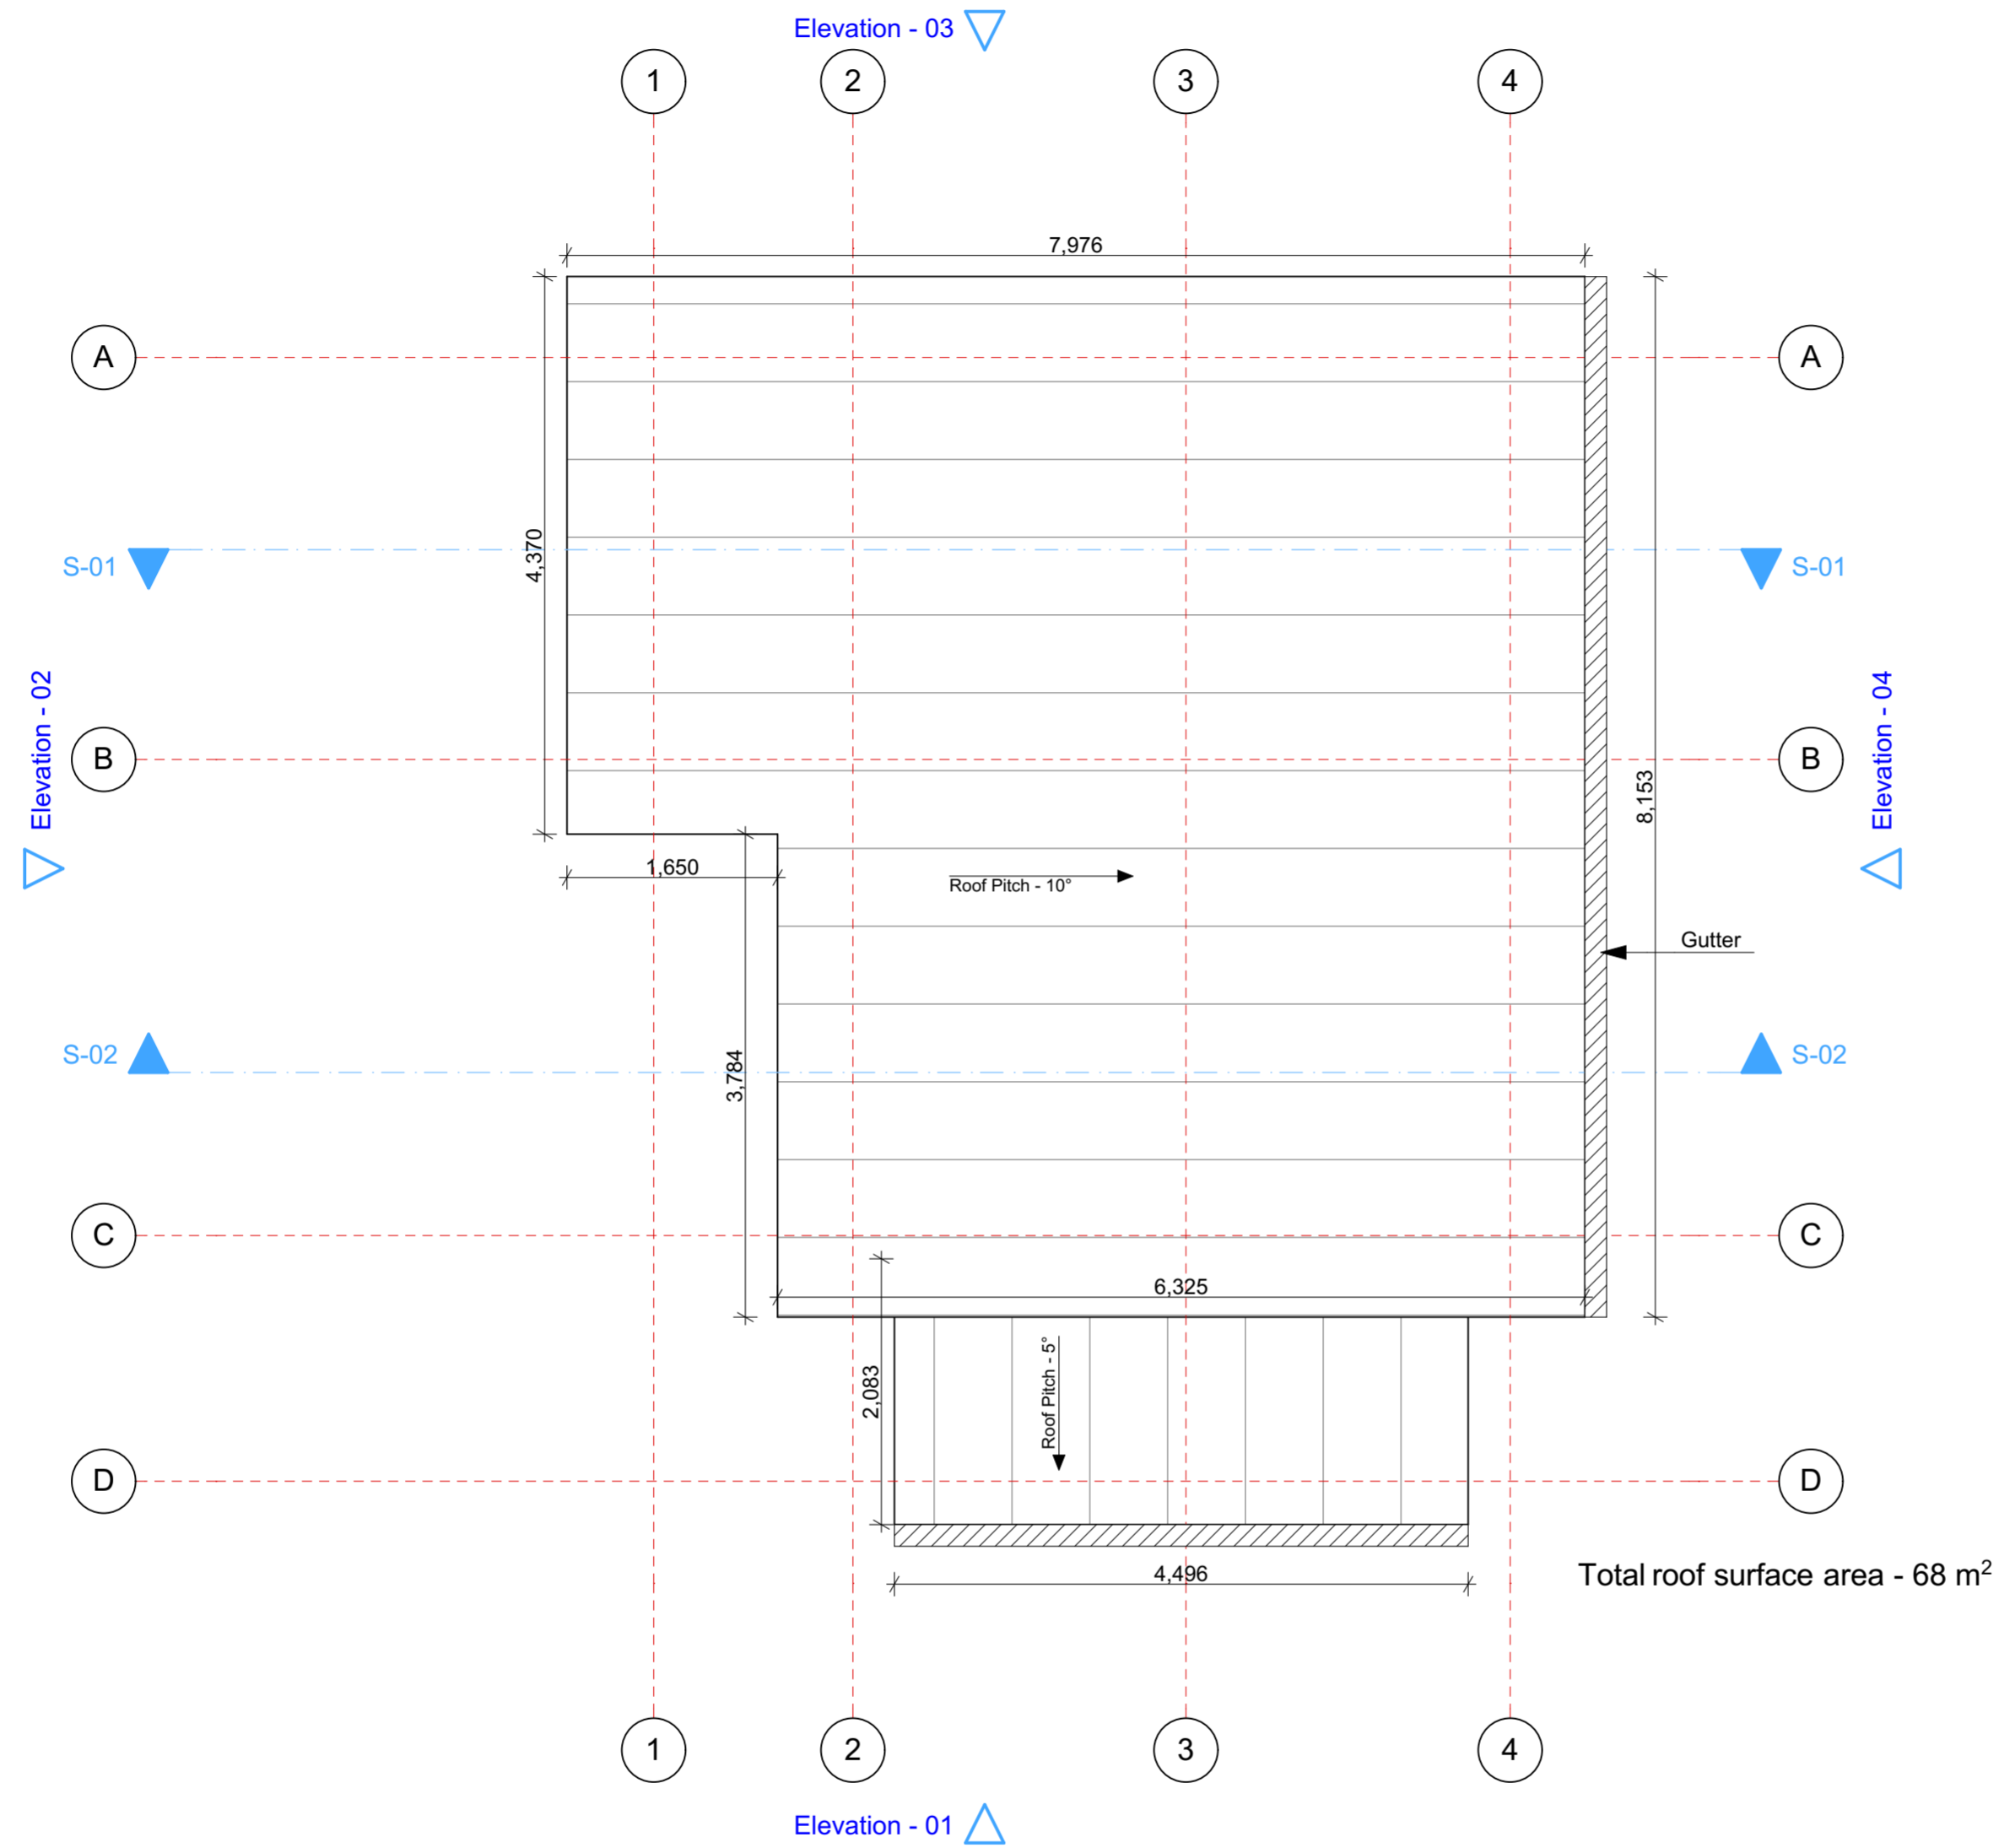 Elevation - 03
1
2
3
4
7,976
A
A
4,370
S-01
S-01
Elevation - 02
Elevation - 04
B
B
8,153
1,650
Roof Pitch - 10°
Gutter
S-02
S-02
3,784
C
C
6,325
2,083
Roof Pitch - 5°
D
D
4,496
Total roof surface area - 68 m²
1
2
3
4
Elevation - 01